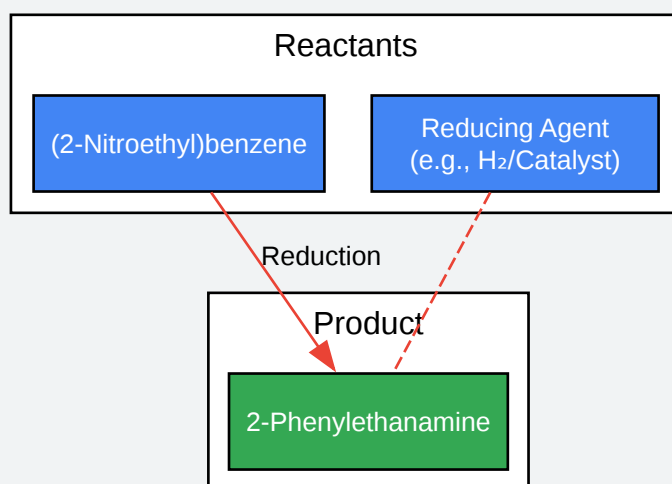 Reactants
(2-Nitroethyl)benzene
Reducing Agent
(e.g., H₂/Catalyst)
Reduction
Product
2-Phenylethanamine